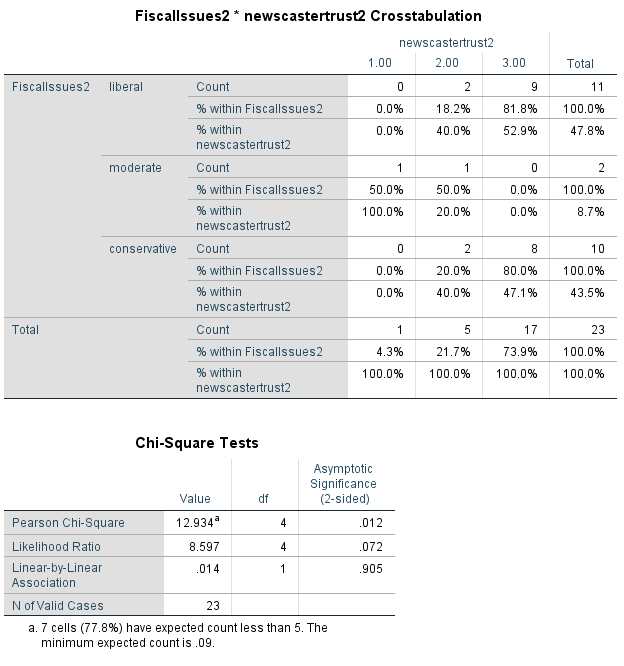 FiscalIssues2 * newscastertrust2 Crosstabulation
newscastertrust2
1.00 2.00 3.00 Total
FiscalIssues2 liberal Count 0 2 9 11
% within FiscalIssues2 0.0% 18.2% 81.8% 100.0%
% within newscastertrust2 0.0% 40.0% 52.9% 47.8%
moderate Count 1 1 0 2
% within FiscalIssues2 50.0% 50.0% 0.0% 100.0%
% within newscastertrust2 100.0% 20.0% 0.0% 8.7%
conservative Count 0 2 8 10
% within FiscalIssues2 0.0% 20.0% 80.0% 100.0%
% within newscastertrust2 0.0% 40.0% 47.1% 43.5%
Total Count 1 5 17 23
% within FiscalIssues2 4.3% 21.7% 73.9% 100.0%
% within newscastertrust2 100.0% 100.0% 100.0% 100.0%
Chi-Square Tests
Value df Asymptotic Significance (2-sided)
Pearson Chi-Square 12.934a 4 .012
Likelihood Ratio 8.597 4 .072
Linear-by-Linear Association .014 1 .905
N of Valid Cases 23
a. 7 cells (77.8%) have expected count less than 5. The
minimum expected count is .09.